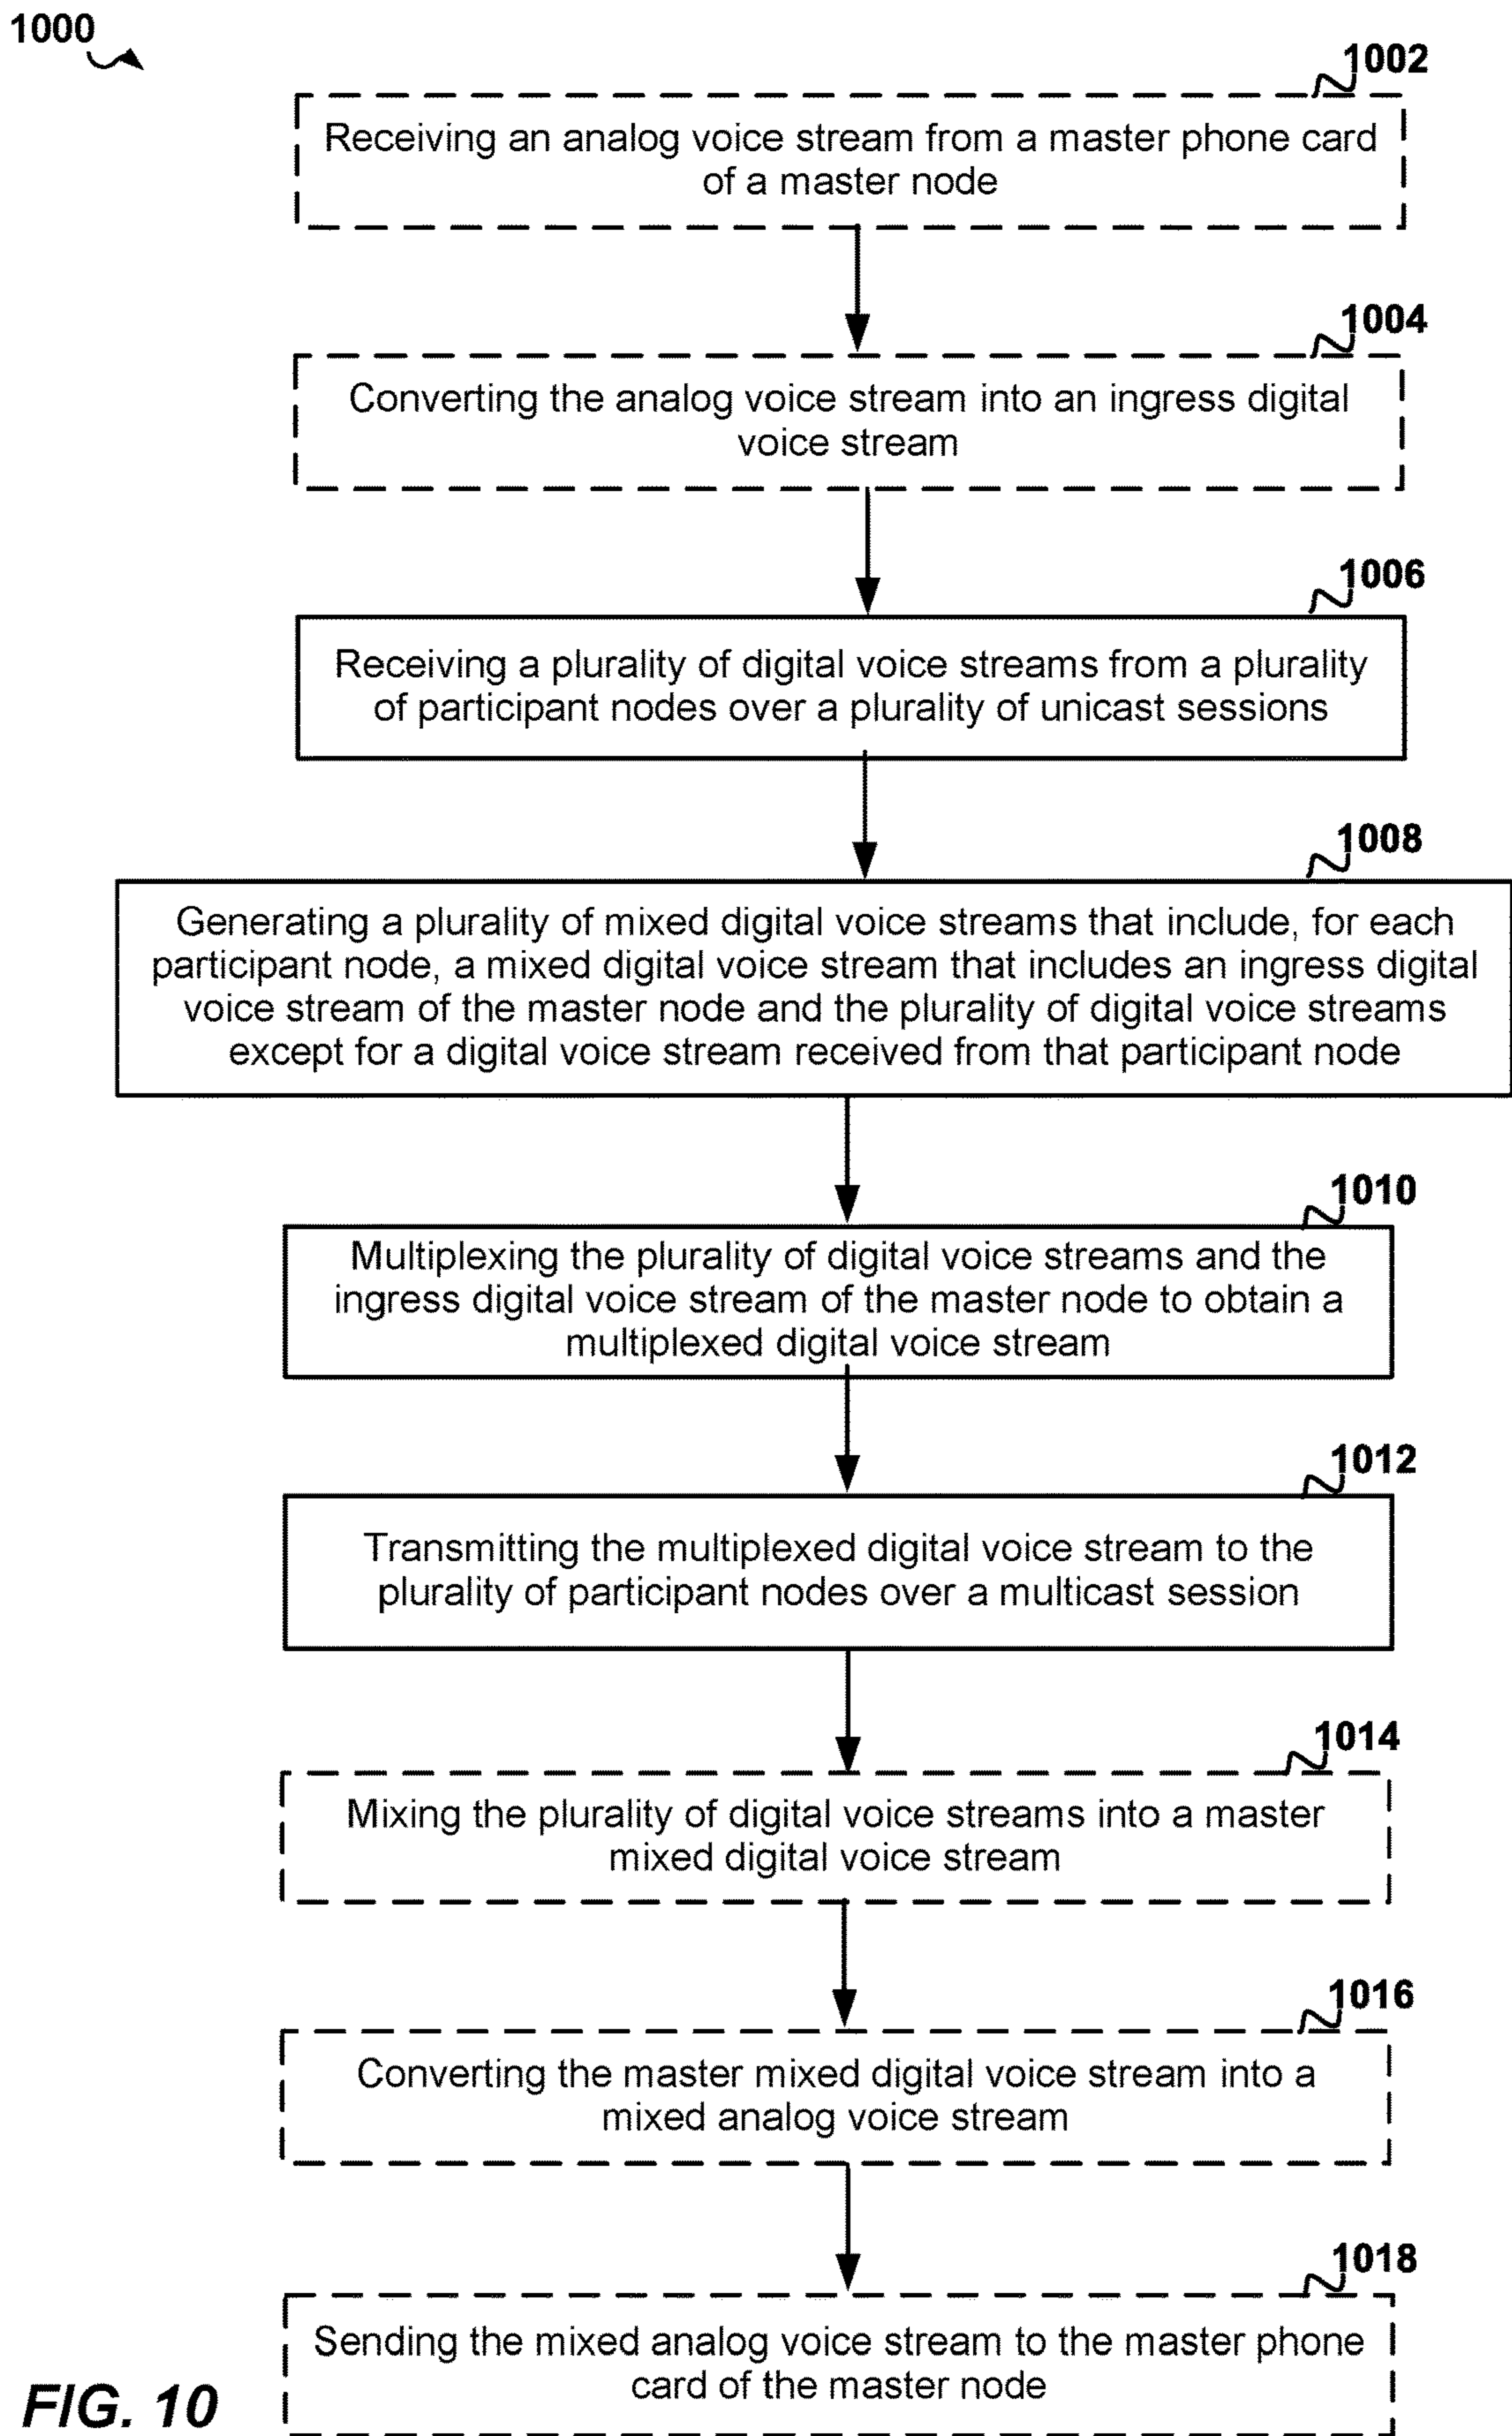 1000
1002
Receiving an analog voice stream from a master phone card
of a master node
1004
Converting the analog voice stream into an ingress digital
voice stream
1006
Receiving a plurality of digital voice streams from a plurality
of participant nodes over a plurality of unicast sessions
1008
Generating a plurality of mixed digital voice streams that include, for each
participant node, a mixed digital voice stream that includes an ingress digital
voice stream of the master node and the plurality of digital voice streams
except for a digital voice stream received from that participant node
1010
Multiplexing the plurality of digital voice streams and the
ingress digital voice stream of the master node to obtain a
multiplexed digital voice stream
1012
Transmitting the multiplexed digital voice stream to the
plurality of participant nodes over a multicast session
1014
Mixing the plurality of digital voice streams into a master
mixed digital voice stream
1016
Converting the master mixed digital voice stream into a
mixed analog voice stream
1018
Sending the mixed analog voice stream to the master phone
card of the master node
FIG. 10